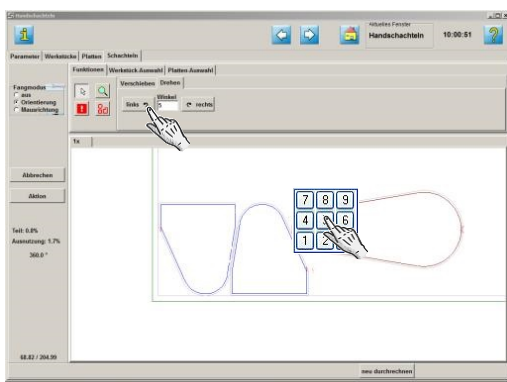 Handschachteln
Aktuelles Fenster
Handschachteln
10:00:51
Parameter
Werkstücke
Platten
Schachteln
Funktionen
Werkstück-Auswahl
Platten-Auswahl
Verschieben
Drehen
Fangmodus
aus
Orientierung
Mausrichtung
links
Winkel
5
rechts
1x
Abbrechen
Aktion
7 8 9
4 6
1 2
Teil: 0.8%
Ausnutzung: 1.7%
360.0 °
68.82 / 204.99
neu durchrechnen